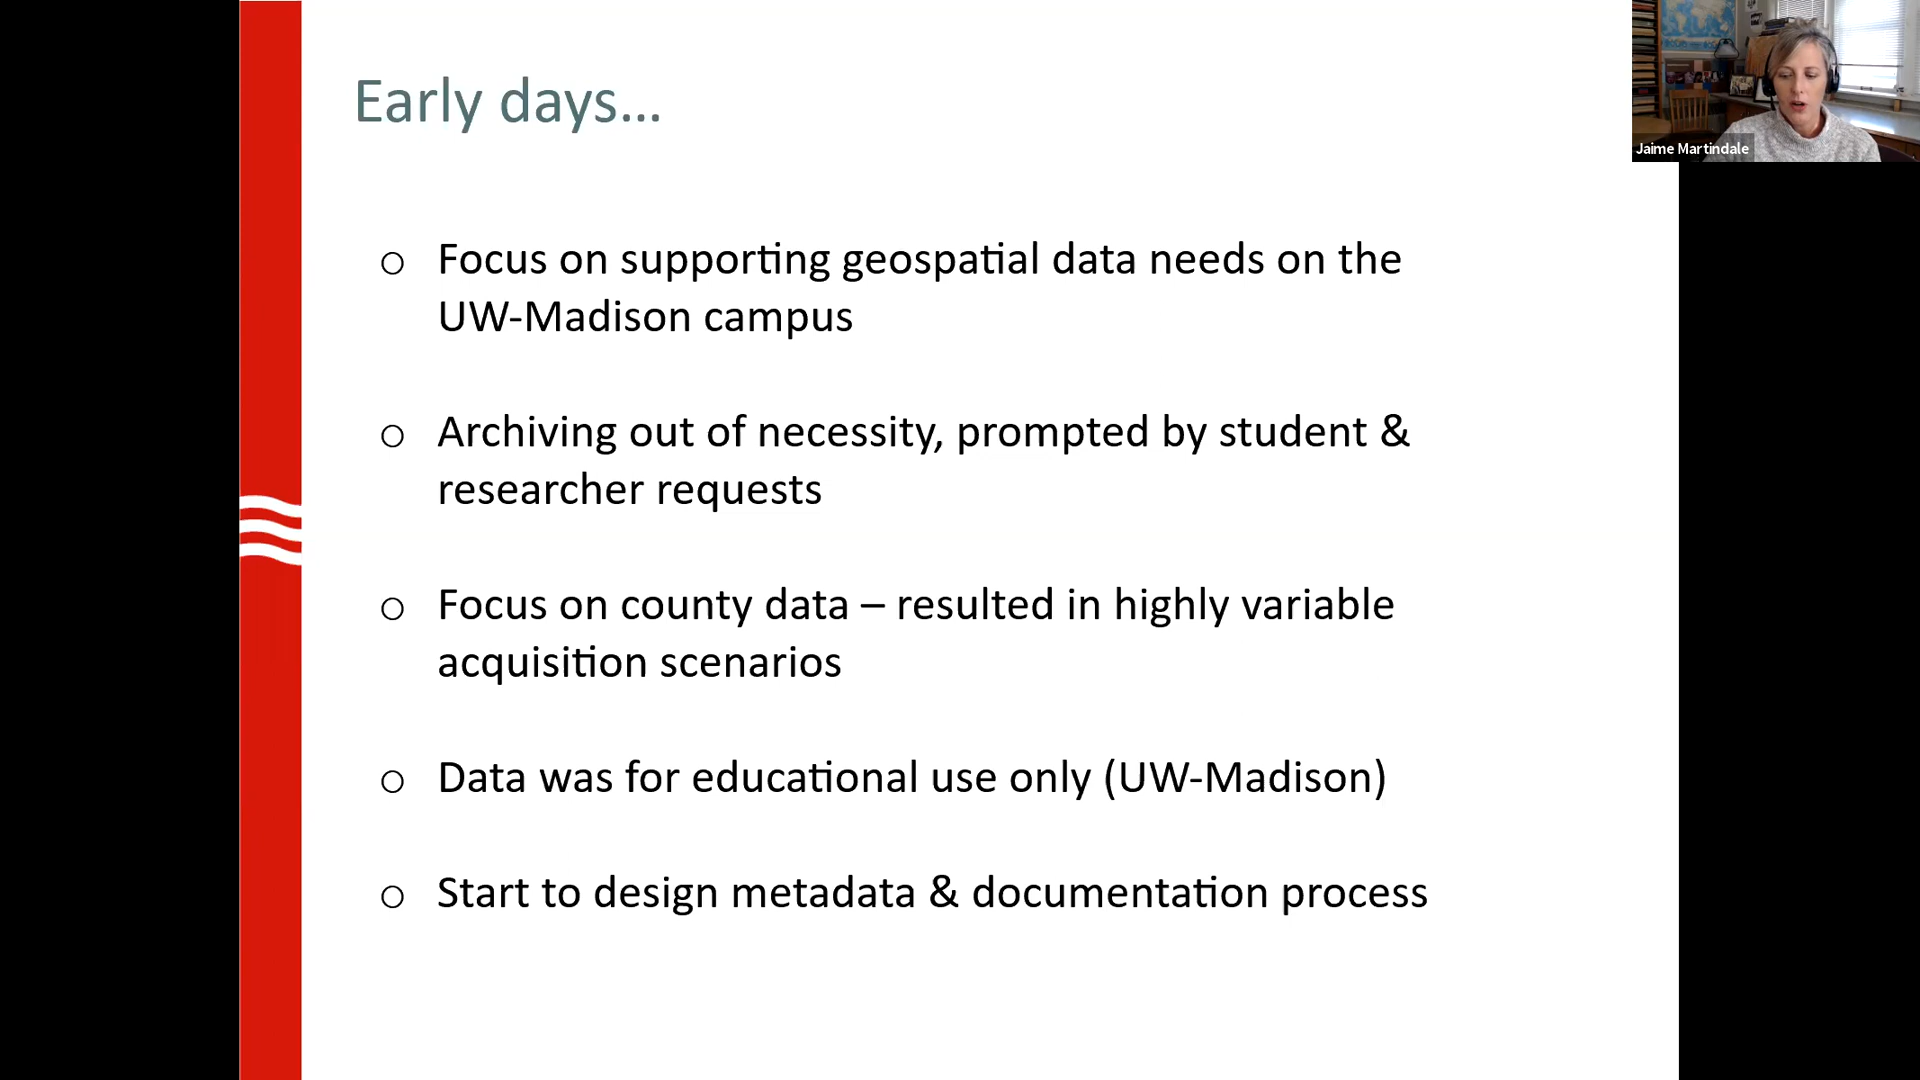 Early days...
Jaime Martindale
o Focus on supporting geospatial data needs on the
UW-Madison campus
o Archiving out of necessity, prompted by student &
researcher requests
o Focus on county data – resulted in highly variable
acquisition scenarios
o Data was for educational use only (UW-Madison)
o Start to design metadata & documentation process